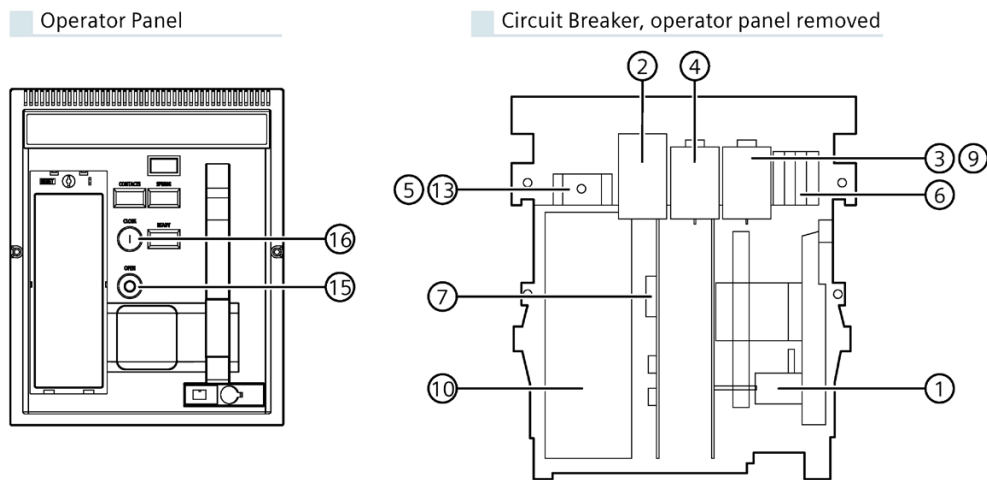 Operator Panel
Circuit Breaker, operator panel removed
2 4
3 9
5 13
6
CONTACTS SPRING
CLOSE
READY
I
16
OPEN
15
7
10
1